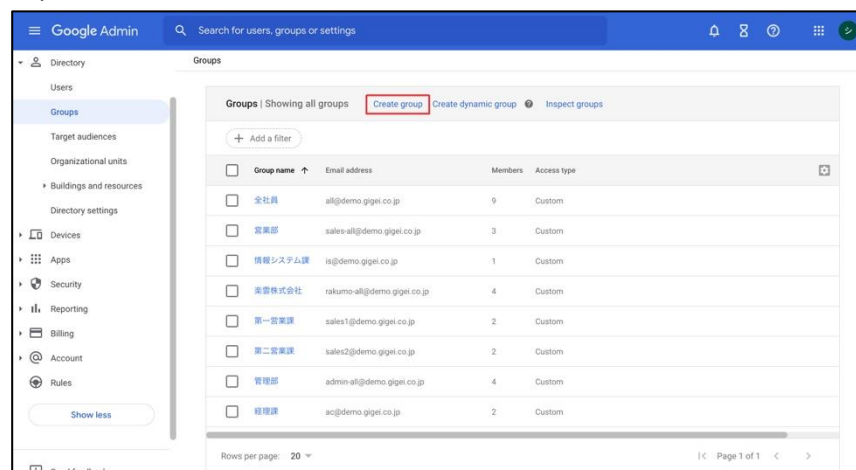 Google Admin
Search for users, groups or settings
Directory
Users
Groups
Target audiences
Organizational units
Buildings and resources
Directory settings
Devices
Apps
Security
Reporting
Billing
Account
Rules
Show less
Groups
Groups | Showing all groups Create group Create dynamic group Inspect groups
+ Add a filter
Group name Email address Members Access type
全社員 all@demo.gigei.co.jp 9 Custom
営業部 sales-all@demo.gigei.co.jp 3 Custom
情報システム課 is@demo.gigei.co.jp 1 Custom
楽雲株式会社 rakumo-all@demo.gigei.co.jp 4 Custom
第一営業課 sales1@demo.gigei.co.jp 2 Custom
第二営業課 sales2@demo.gigei.co.jp 2 Custom
管理部 admin-all@demo.gigei.co.jp 4 Custom
経理課 ac@demo.gigei.co.jp 2 Custom
Rows per page: 20
Page 1 of 1